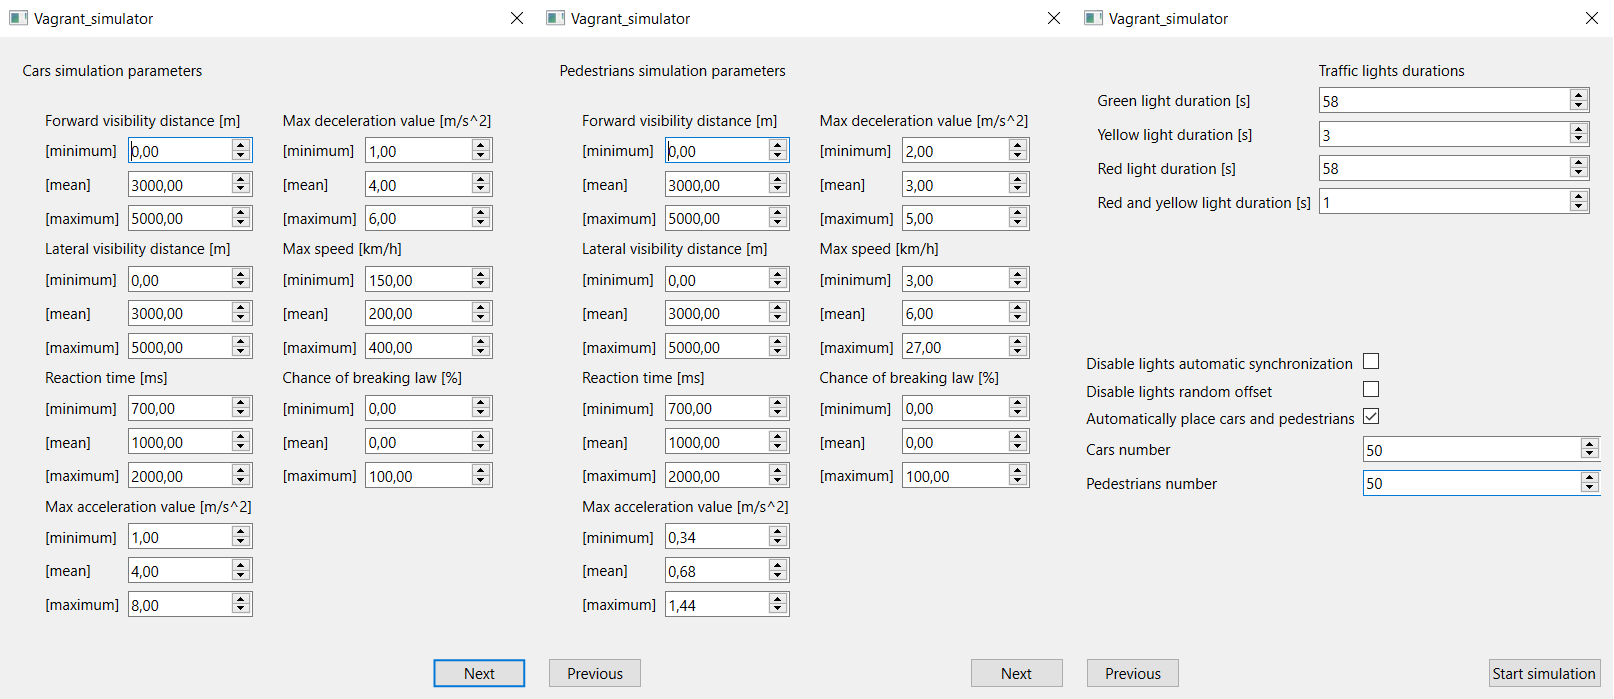 Vagrant_simulator
Cars simulation parameters
Forward visibility distance [m]
[minimum] 0,00
[mean] 3000,00
[maximum] 5000,00
Lateral visibility distance [m]
[minimum] 0,00
[mean] 3000,00
[maximum] 5000,00
Reaction time [ms]
[minimum] 700,00
[mean] 1000,00
[maximum] 2000,00
Max acceleration value [m/s^2]
[minimum] 1,00
[mean] 4,00
[maximum] 8,00
Max deceleration value [m/s^2]
[minimum] 1,00
[mean] 4,00
[maximum] 6,00
Max speed [km/h]
[minimum] 150,00
[mean] 200,00
[maximum] 400,00
Chance of breaking law [%]
[minimum] 0,00
[mean] 0,00
[maximum] 100,00
Next
Vagrant_simulator
Pedestrians simulation parameters
Forward visibility distance [m]
[minimum] 0,00
[mean] 3000,00
[maximum] 5000,00
Lateral visibility distance [m]
[minimum] 0,00
[mean] 3000,00
[maximum] 5000,00
Reaction time [ms]
[minimum] 700,00
[mean] 1000,00
[maximum] 2000,00
Max acceleration value [m/s^2]
[minimum] 0,34
[mean] 0,68
[maximum] 1,44
Max deceleration value [m/s^2]
[minimum] 2,00
[mean] 3,00
[maximum] 5,00
Max speed [km/h]
[minimum] 3,00
[mean] 6,00
[maximum] 27,00
Chance of breaking law [%]
[minimum] 0,00
[mean] 0,00
[maximum] 100,00
Previous
Next
Vagrant_simulator
Traffic lights durations
Green light duration [s] 58
Yellow light duration [s] 3
Red light duration [s] 58
Red and yellow light duration [s] 1
Disable lights automatic synchronization
Disable lights random offset
Automatically place cars and pedestrians
Cars number 50
Pedestrians number 50
Previous
Start simulation